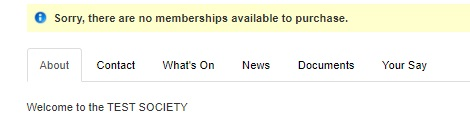 Sorry, there are no memberships available to purchase.
About Contact What's On News Documents Your Say
Welcome to the TEST SOCIETY